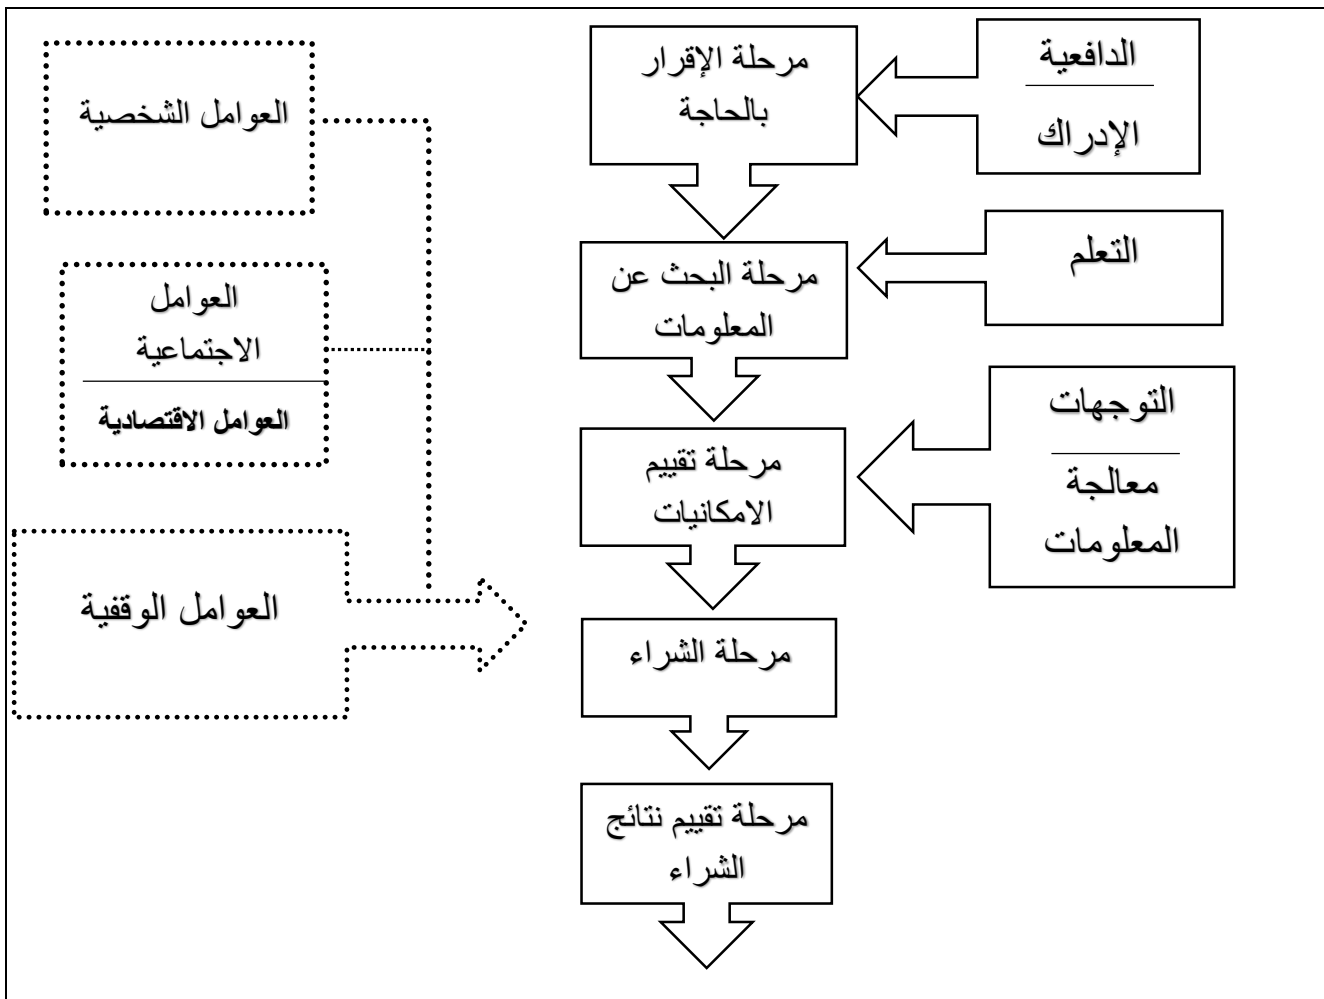 الدافعية
الإدراك
مرحلة الإقرار
بالحاجة
العوامل الشخصية
التعلم
مرحلة البحث عن
المعلومات
العوامل
الاجتماعية
العوامل الاقتصادية
التوجهات
معالجة
المعلومات
مرحلة تقييم
الامكانيات
العوامل الوقفية
مرحلة الشراء
مرحلة تقييم نتائج
الشراء